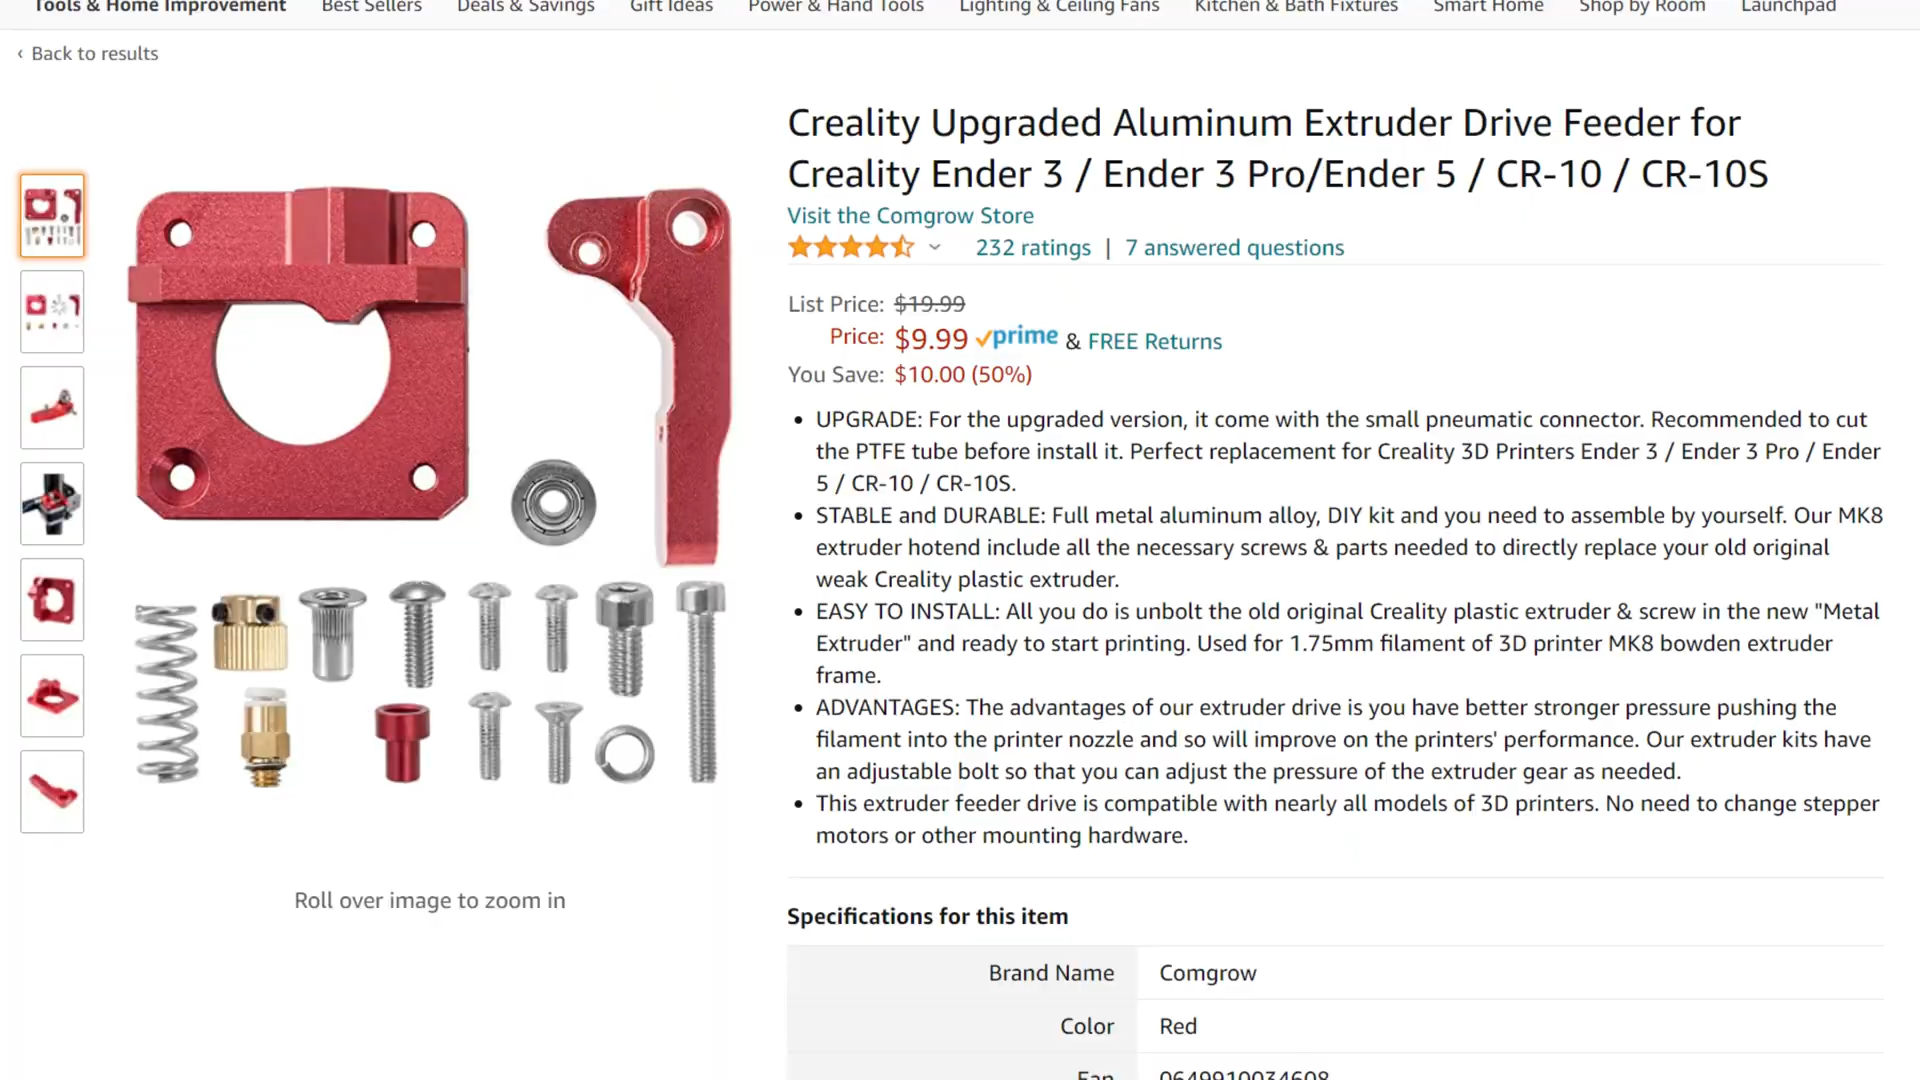 Tools & Home Improvement Best Sellers Deals & Savings Gift Ideas Power & Hand Tools Lighting & Ceiling Fans Kitchen & Bath Fixtures Smart Home Shop by Room Launchpad
‹ Back to results
Creality Upgraded Aluminum Extruder Drive Feeder for
Creality Ender 3 / Ender 3 Pro/Ender 5 / CR-10 / CR-10S
Visit the Comgrow Store
232 ratings | 7 answered questions
List Price: $19.99
Price: $9.99 prime & FREE Returns
You Save: $10.00 (50%)
• UPGRADE: For the upgraded version, it come with the small pneumatic connector. Recommended to cut
the PTFE tube before install it. Perfect replacement for Creality 3D Printers Ender 3 / Ender 3 Pro / Ender
5 / CR-10 / CR-10S.
• STABLE and DURABLE: Full metal aluminum alloy, DIY kit and you need to assemble by yourself. Our MK8
extruder hotend include all the necessary screws & parts needed to directly replace your old original
weak Creality plastic extruder.
• EASY TO INSTALL: All you do is unbolt the old original Creality plastic extruder & screw in the new "Metal
Extruder" and ready to start printing. Used for 1.75mm filament of 3D printer MK8 bowden extruder
frame.
• ADVANTAGES: The advantages of our extruder drive is you have better stronger pressure pushing the
filament into the printer nozzle and so will improve on the printers' performance. Our extruder kits have
an adjustable bolt so that you can adjust the pressure of the extruder gear as needed.
• This extruder feeder drive is compatible with nearly all models of 3D printers. No need to change stepper
motors or other mounting hardware.
Roll over image to zoom in
Specifications for this item
Brand Name Comgrow
Color Red
Ean 0649910034608